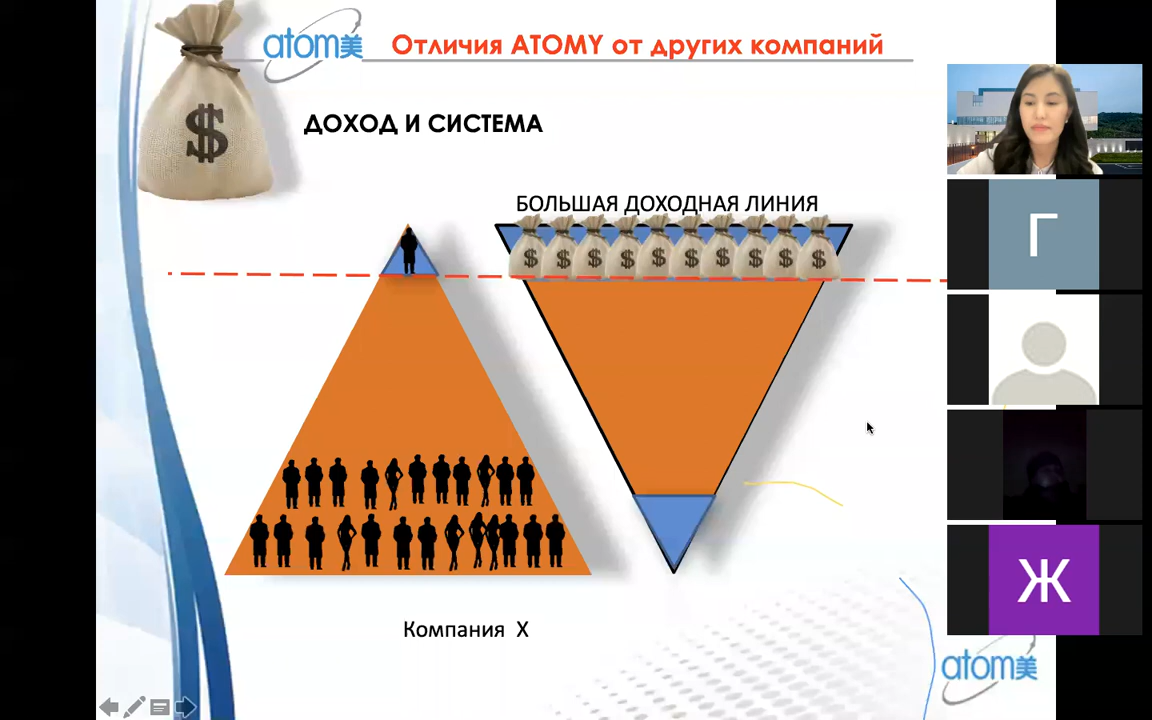 atom美
Отличия ATOMY от других компаний
$
ДОХОД И СИСТЕМА
БОЛЬШАЯ ДОХОДНАЯ ЛИНИЯ
$ $ $ $ $ $ $ $ $ $
Г
Ж
Компания X
atom美